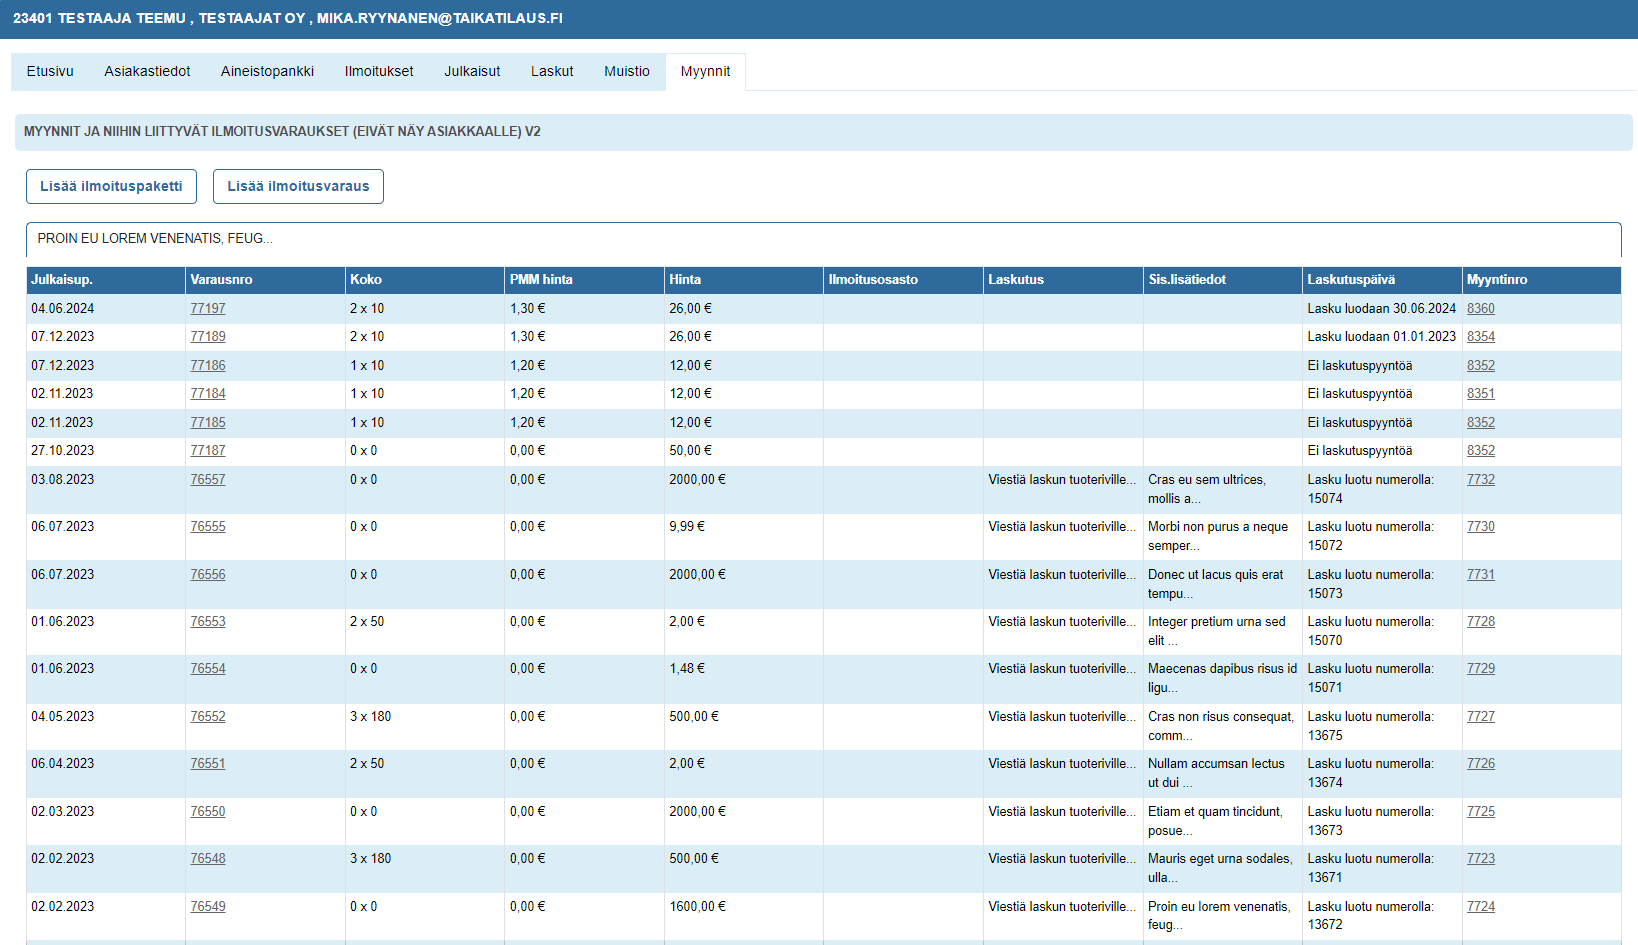 23401 TESTAAJA TEEMU , TESTAAJAT OY , MIKA.RYYNANEN@TAIKATILAUS.FI
Etusivu Asiakastiedot Aineistopankki Ilmoitukset Julkaisut Laskut Muistio Myynnit
MYYNNIT JA NIIHIN LIITTYVÄT ILMOITUSVARAUKSET (EIVÄT NÄY ASIAKKAALLE) V2
Lisää ilmoituspaketti Lisää ilmoitusvaraus
PROIN EU LOREM VENENATIS, FEUG...
Julkaisup. Varausnro Koko PMM hinta Hinta Ilmoitusosasto Laskutus Sis.lisätiedot Laskutuspäivä Myyntinro
04.06.2024 77197 2 x 10 1,30 € 26,00 € Lasku luodaan 30.06.2024 8360
07.12.2023 77189 2 x 10 1,30 € 26,00 € Lasku luodaan 01.01.2023 8354
07.12.2023 77186 1 x 10 1,20 € 12,00 € Ei laskutuspyyntöä 8352
02.11.2023 77184 1 x 10 1,20 € 12,00 € Ei laskutuspyyntöä 8351
02.11.2023 77185 1 x 10 1,20 € 12,00 € Ei laskutuspyyntöä 8352
27.10.2023 77187 0 x 0 0,00 € 50,00 € Ei laskutuspyyntöä 8352
03.08.2023 76557 0 x 0 0,00 € 2000,00 € Viestiä laskun tuoteriville... Cras eu sem ultrices, Lasku luotu numerolla: 7732
mollis a... 15074
06.07.2023 76555 0 x 0 0,00 € 9,99 € Viestiä laskun tuoteriville... Morbi non purus a neque Lasku luotu numerolla: 7730
semper... 15072
06.07.2023 76556 0 x 0 0,00 € 2000,00 € Viestiä laskun tuoteriville... Donec ut lacus quis erat Lasku luotu numerolla: 7731
tempu... 15073
01.06.2023 76553 2 x 50 0,00 € 2,00 € Viestiä laskun tuoteriville... Integer pretium urna sed Lasku luotu numerolla: 7728
elit ... 15070
01.06.2023 76554 0 x 0 0,00 € 1,48 € Viestiä laskun tuoteriville... Maecenas dapibus risus id Lasku luotu numerolla: 7729
ligu... 15071
04.05.2023 76552 3 x 180 0,00 € 500,00 € Viestiä laskun tuoteriville... Cras non risus consequat, Lasku luotu numerolla: 7727
comm... 13675
06.04.2023 76551 2 x 50 0,00 € 2,00 € Viestiä laskun tuoteriville... Nullam accumsan lectus Lasku luotu numerolla: 7726
ut dui ... 13674
02.03.2023 76550 0 x 0 0,00 € 2000,00 € Viestiä laskun tuoteriville... Etiam et quam tincidunt, Lasku luotu numerolla: 7725
posue... 13673
02.02.2023 76548 3 x 180 0,00 € 500,00 € Viestiä laskun tuoteriville... Mauris eget urna sodales, Lasku luotu numerolla: 7723
ulla... 13671
02.02.2023 76549 0 x 0 0,00 € 1600,00 € Viestiä laskun tuoteriville... Proin eu lorem venenatis, Lasku luotu numerolla: 7724
feug... 13672